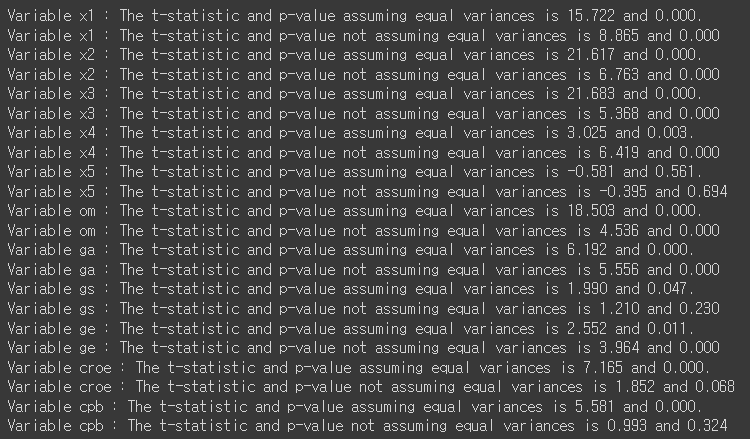 Variable x1 : The t-statistic and p-value assuming equal variances is 15.722 and 0.000.
Variable x1 : The t-statistic and p-value not assuming equal variances is 8.865 and 0.000
Variable x2 : The t-statistic and p-value assuming equal variances is 21.617 and 0.000.
Variable x2 : The t-statistic and p-value not assuming equal variances is 6.763 and 0.000
Variable x3 : The t-statistic and p-value assuming equal variances is 21.683 and 0.000.
Variable x3 : The t-statistic and p-value not assuming equal variances is 5.368 and 0.000
Variable x4 : The t-statistic and p-value assuming equal variances is 3.025 and 0.003.
Variable x4 : The t-statistic and p-value not assuming equal variances is 6.419 and 0.000
Variable x5 : The t-statistic and p-value assuming equal variances is -0.581 and 0.561.
Variable x5 : The t-statistic and p-value not assuming equal variances is -0.395 and 0.694
Variable om : The t-statistic and p-value assuming equal variances is 18.503 and 0.000.
Variable om : The t-statistic and p-value not assuming equal variances is 4.536 and 0.000
Variable ga : The t-statistic and p-value assuming equal variances is 6.192 and 0.000.
Variable ga : The t-statistic and p-value not assuming equal variances is 5.556 and 0.000
Variable gs : The t-statistic and p-value assuming equal variances is 1.990 and 0.047.
Variable gs : The t-statistic and p-value not assuming equal variances is 1.210 and 0.230
Variable ge : The t-statistic and p-value assuming equal variances is 2.552 and 0.011.
Variable ge : The t-statistic and p-value not assuming equal variances is 3.964 and 0.000
Variable croe : The t-statistic and p-value assuming equal variances is 7.165 and 0.000.
Variable croe : The t-statistic and p-value not assuming equal variances is 1.852 and 0.068
Variable cpb : The t-statistic and p-value assuming equal variances is 5.581 and 0.000.
Variable cpb : The t-statistic and p-value not assuming equal variances is 0.993 and 0.324